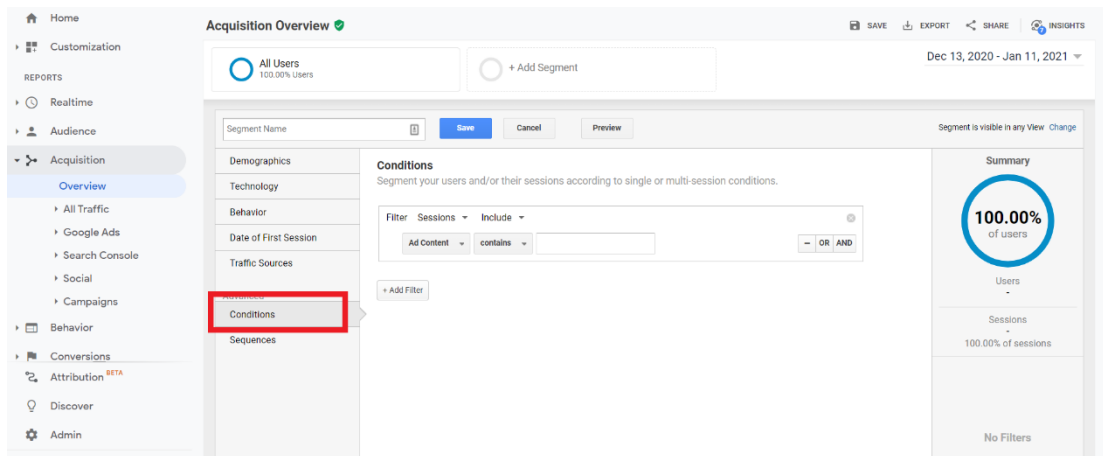 Home
Customization
REPORTS
Realtime
Audience
Acquisition
Overview
All Traffic
Google Ads
Search Console
Social
Campaigns
Behavior
Conversions
Attribution BETA
Discover
Admin
Acquisition Overview
SAVE EXPORT SHARE INSIGHTS
7
All Users
100.00% Users
+ Add Segment
Dec 13, 2020 - Jan 11, 2021
Segment Name
Save Cancel Preview
Segment is visible in any View Change
Demographics
Technology
Behavior
Date of First Session
Traffic Sources
Advanced
Conditions
Sequences
Conditions
Segment your users and/or their sessions according to single or multi-session conditions.
Filter Sessions Include
Ad Content contains
– OR AND
+ Add Filter
Summary
100.00%
of users
Users
-
Sessions
-
100.00% of sessions
No Filters